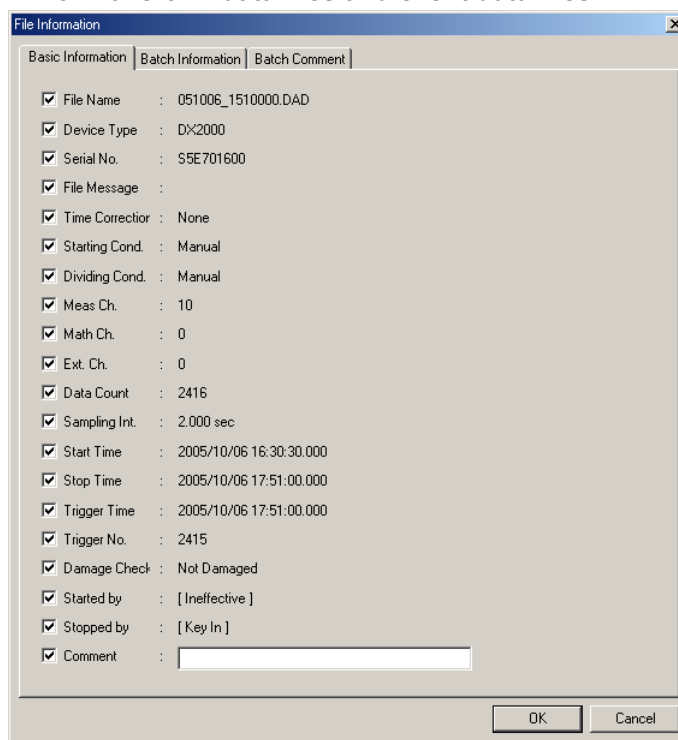 File Information
Basic Information Batch Information Batch Comment
File Name : 051006_1510000.DAD
Device Type : DX2000
Serial No. : S5E701600
File Message :
Time Correctior : None
Starting Cond. : Manual
Dividing Cond. : Manual
Meas Ch. : 10
Math Ch. : 0
Ext. Ch. : 0
Data Count : 2416
Sampling Int. : 2.000 sec
Start Time : 2005/10/06 16:30:30.000
Stop Time : 2005/10/06 17:51:00.000
Trigger Time : 2005/10/06 17:51:00.000
Trigger No. : 2415
Damage Check : Not Damaged
Started by : [ Ineffective ]
Stopped by : [ Key In ]
Comment :
OK Cancel